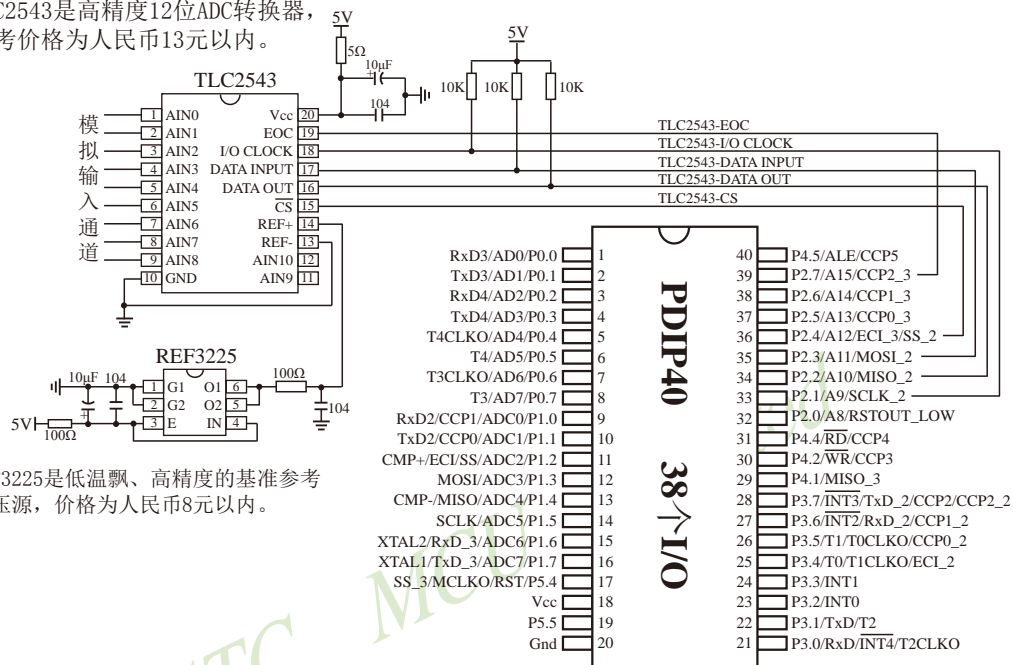 C2543是高精度12位ADC转换器,
考价格为人民币13元以内。
5V
5Ω
10μF
+
104
5V
10K
10K
10K
TLC2543
模
拟
输
入
通
道
1 AIN0 Vcc 20
2 AIN1 EOC 19
3 AIN2 I/O CLOCK 18
4 AIN3 DATA INPUT 17
5 AIN4 DATA OUT 16
6 AIN5 CS 15
7 AIN6 REF+ 14
8 AIN7 REF- 13
9 AIN8 AIN10 12
10 GND AIN9 11
TLC2543-EOC
TLC2543-I/O CLOCK
TLC2543-DATA INPUT
TLC2543-DATA OUT
TLC2543-CS
REF3225
10μF 104
+
1 G1 O1 6
2 G2 O2 5
3 E IN 4
100Ω
104
5V
100Ω
3225是低温飘、高精度的基准参考
压源,价格为人民币8元以内。
PDIP40 38个I/O
RxD3/AD0/P0.0 1 40 P4.5/ALE/CCP5
TxD3/AD1/P0.1 2 39 P2.7/A15/CCP2_3
RxD4/AD2/P0.2 3 38 P2.6/A14/CCP1_3
TxD4/AD3/P0.3 4 37 P2.5/A13/CCP0_3
T4CLKO/AD4/P0.4 5 36 P2.4/A12/ECI_3/SS_2
T4/AD5/P0.5 6 35 P2.3/A11/MOSI_2
T3CLKO/AD6/P0.6 7 34 P2.2/A10/MISO_2
T3/AD7/P0.7 8 33 P2.1/A9/SCLK_2
RxD2/CCP1/ADC0/P1.0 9 32 P2.0/A8/RSTOUT_LOW
TxD2/CCP0/ADC1/P1.1 10 31 P4.4/RD/CCP4
CMP+/ECI/SS/ADC2/P1.2 11 30 P4.2/WR/CCP3
MOSI/ADC3/P1.3 12 29 P4.1/MISO_3
CMP-/MISO/ADC4/P1.4 13 28 P3.7/INT3/TxD_2/CCP2/CCP2_2
SCLK/ADC5/P1.5 14 27 P3.6/INT2/RxD_2/CCP1_2
XTAL2/RxD_3/ADC6/P1.6 15 26 P3.5/T1/T0CLKO/CCP0_2
XTAL1/TxD_3/ADC7/P1.7 16 25 P3.4/T0/T1CLKO/ECI_2
SS_3/MCLKO/RST/P5.4 17 24 P3.3/INT1
Vcc 18 23 P3.2/INT0
P5.5 19 22 P3.1/TxD/T2
Gnd 20 21 P3.0/RxD/INT4/T2CLKO
MCU